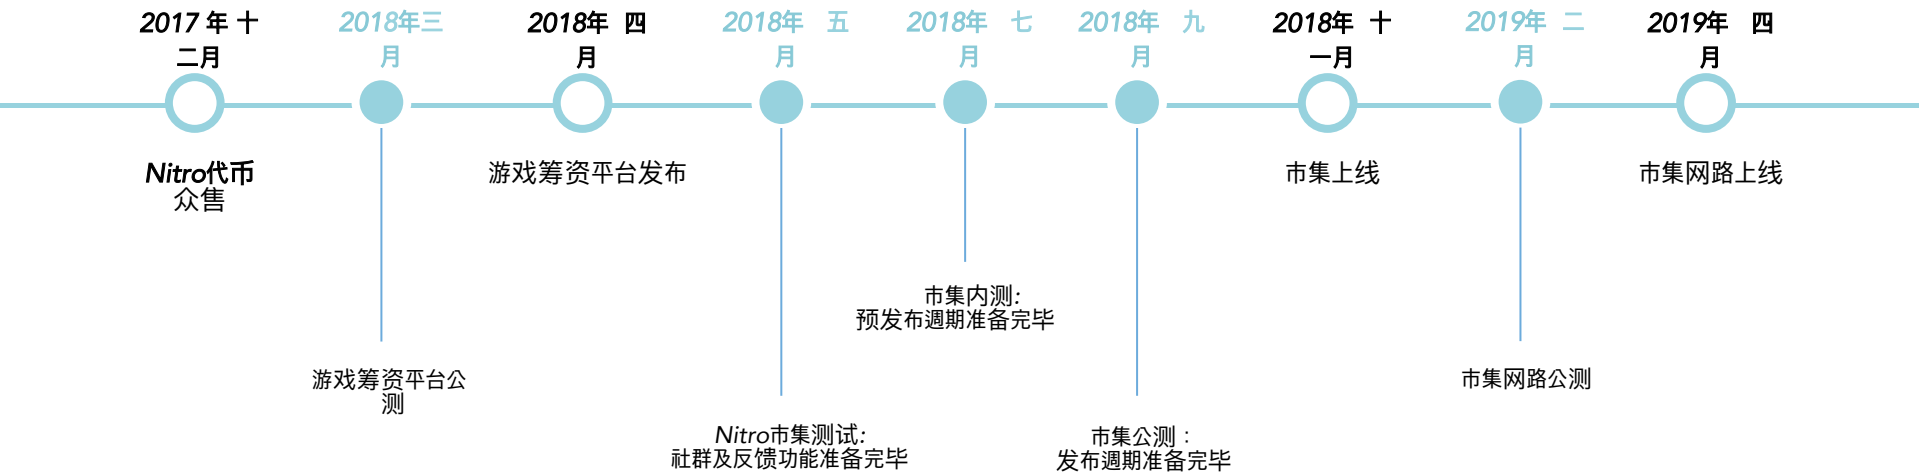 2017 年 十
二月
2018年三
月
2018年 四
月
2018年 五
月
2018年 七
月
2018年 九
月
2018年 十
一月
2019年 二
月
2019年 四
月
Nitro代币
众售
游戏筹资平台公
测
游戏筹资平台发布
Nitro市集测试:
社群及反馈功能准备完毕
市集内测:
预发布週期准备完毕
市集公测：
发布週期准备完毕
市集上线
市集网路公测
市集网路上线